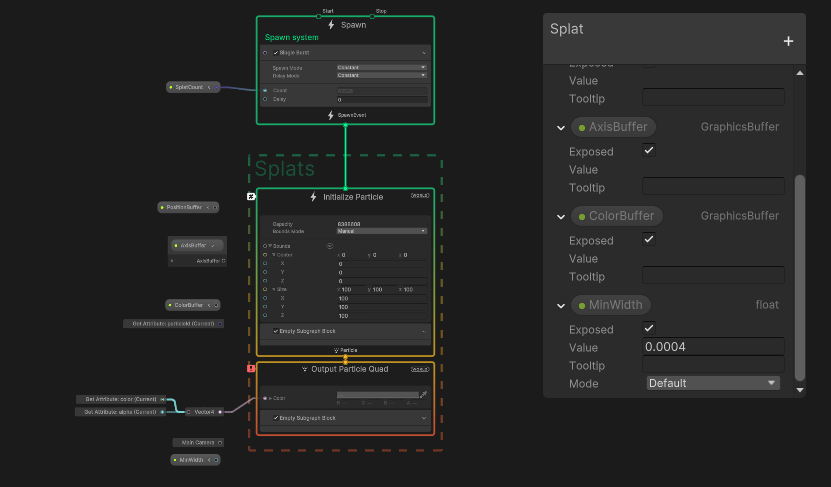 Start
Stop
Spawn
Spawn system
Single Burst
Spawn Mode
Constant
Delay Mode
Constant
SplatCount
Count
Delay
0
SpawnEvent
Splats
Initialize Particle
Capacity
8388608
Bounds Mode
Manual
PositionBuffer
Bounds
Center
x 0
y 0
z 0
X
0
Y
0
Z
0
AxisBuffer
AxisBuffer
Size
x 100
y 100
z 100
X
100
Y
100
Z
100
ColorBuffer
Get Attribute: particleId (Current)
Empty Subgraph Block
Particle
Output Particle Quad
Color
Get Attribute: color (Current)
Get Attribute: alpha (Current)
Vector4
Empty Subgraph Block
Main Camera
MinWidth
Splat
+
Exposed
Value
Tooltip
AxisBuffer
GraphicsBuffer
Exposed
Value
Tooltip
ColorBuffer
GraphicsBuffer
Exposed
Value
Tooltip
MinWidth
float
Exposed
Value
0.0004
Tooltip
Mode
Default